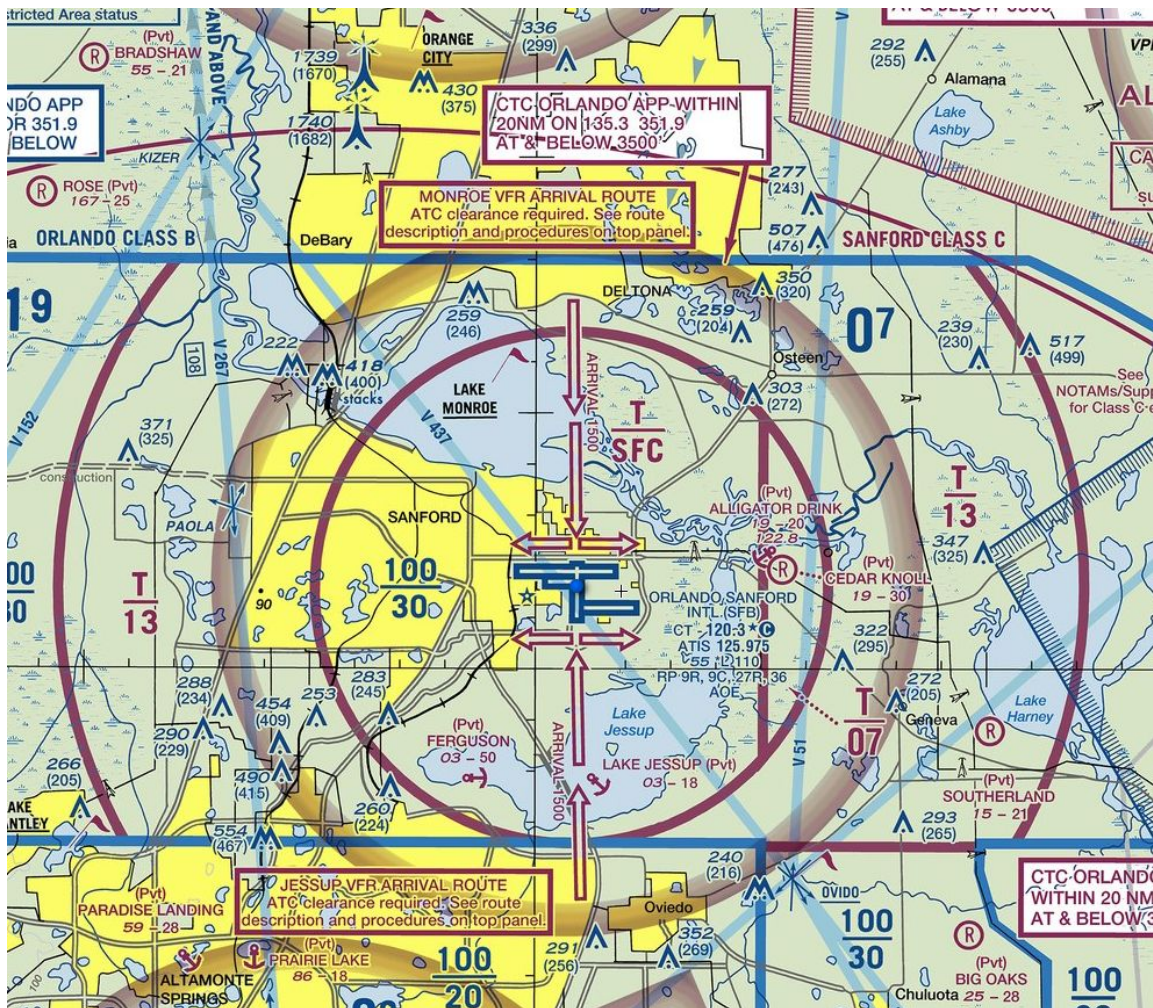 stricted Area status
(Pvt)
BRADSHAW
55 - 21
AND ABOVE
1739
(1670)
ORANGE
CITY
430
(375)
336
(299)
AT & BELOW 3500
292
(255)
Alamana
Lake
Ashby
NDO APP
OR 351.9
BELOW
1740
(1682)
KIZER
CTC ORLANDO APP WITHIN
20NM ON 135.3 351.9
AT & BELOW 3500
ROSE (Pvt)
167 - 25
MONROE VFR ARRIVAL ROUTE
ATC clearance required. See route
description and procedures on top panel.
277
(243)
507
(476)
ORLANDO CLASS B
DeBary
SANFORD CLASS C
19
DELTONA
350
(320)
259
(246)
259
(204)
07
239
(230)
517
(499)
Osteen
222
418
(400)
stacks
108
V 267
V 152
V 437
LAKE
MONROE
ARRIVAL 1500
303
(272)
See
NOTAMs/Supp
for Class C e
T
SFC
371
(325)
construction
PAOLA
SANFORD
(Pvt)
ALLIGATOR DRINK
19 - 20
122.8
T
13
347
(325)
00
30
T
13
90
100
30
R
(Pvt)
CEDAR KNOLL
19 - 30
ORLANDO SANFORD
INTL (SFB)
CT - 120.3 * C
ATIS 125.975
55 *L 110
RP 9R, 9C, 27R, 36
AOE
322
(295)
288
(234)
454
(409)
253
283
(245)
290
(229)
272
(205)
Geneva
T
07
Lake
Harney
(Pvt)
FERGUSON
03 - 50
Lake
Jessup
ARRIVAL 1500
LAKE JESSUP (Pvt)
03 - 18
V 51
490
(415)
260
(224)
266
(205)
(Pvt)
SOUTHERLAND
15 - 21
293
(265)
554
(467)
240
(216)
OVIDO
JESSUP VFR ARRIVAL ROUTE
ATC clearance required. See route
description and procedures on top panel.
(Pvt)
PARADISE LANDING
59 - 28
(Pvt)
PRAIRIE LAKE
86 - 18
ALTAMONTE
SPRINGS
100
20
291
(256)
Oviedo
352
(269)
100
30
CTC ORLANDO
WITHIN 20 NM
AT & BELOW 3
(Pvt)
BIG OAKS
25 - 28
Chuluota
100